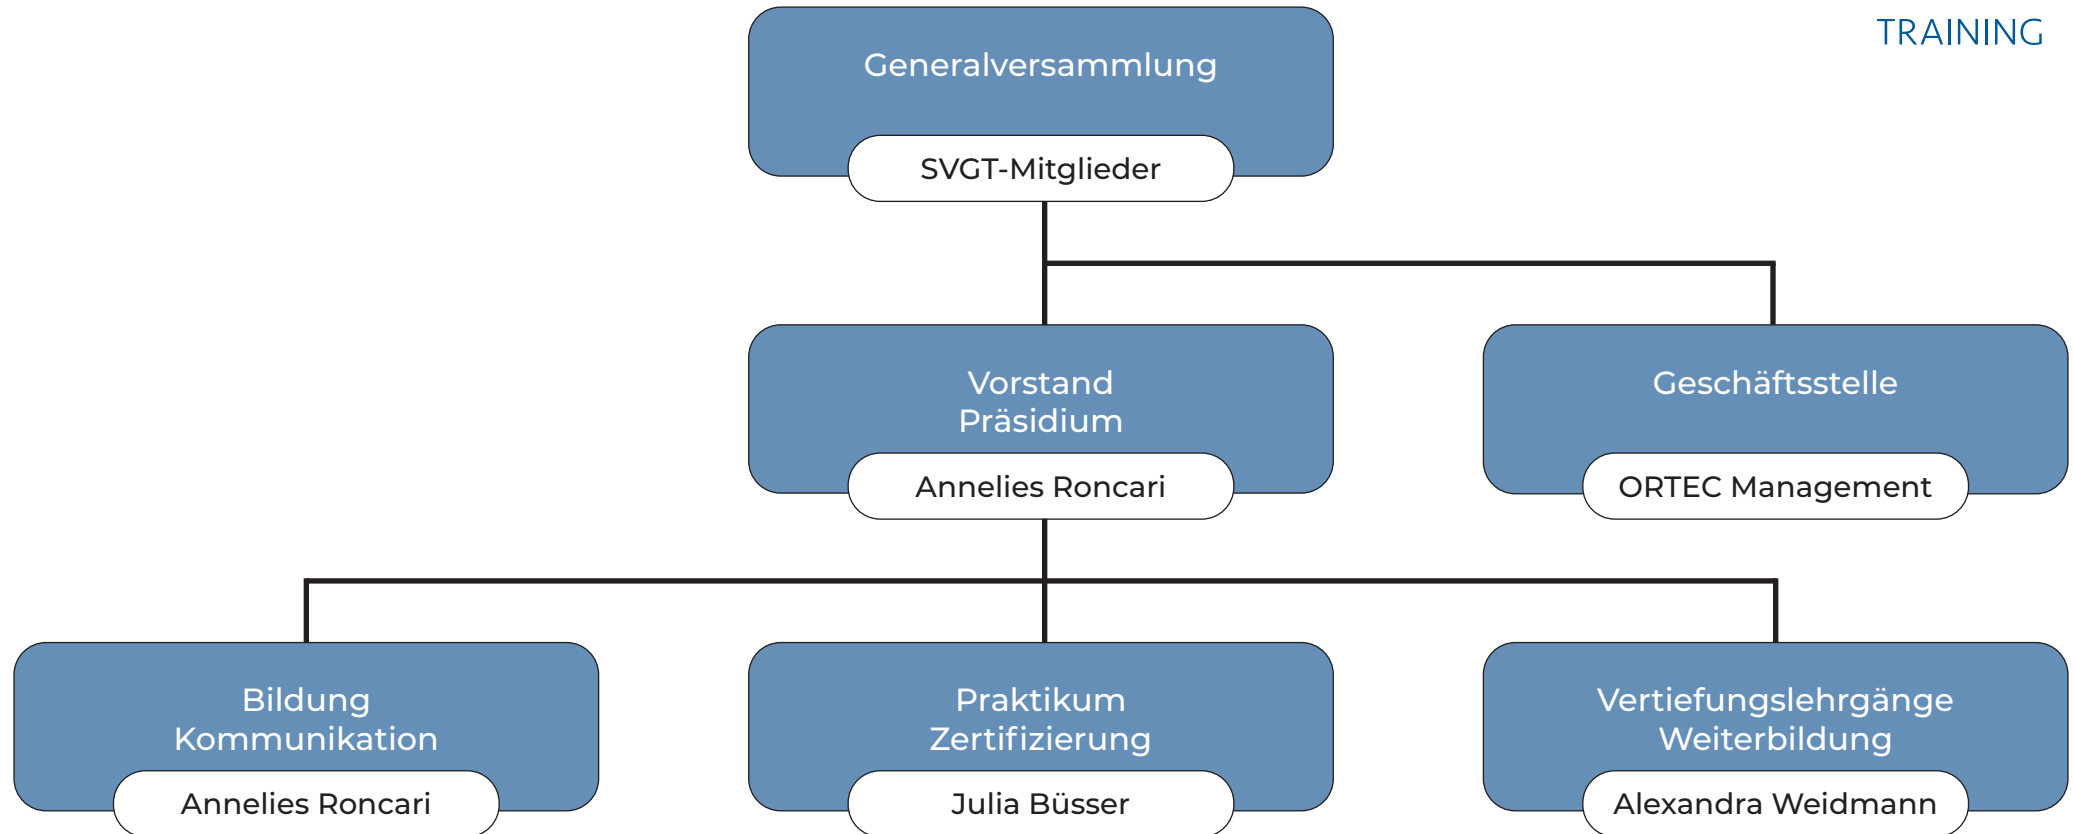 TRAINING
Generalversammlung
SVGT-Mitglieder
Vorstand
Präsidium
Annelies Roncari
Geschäftsstelle
ORTEC Management
Bildung
Kommunikation
Annelies Roncari
Praktikum
Zertifizierung
Julia Büsser
Vertiefungslehrgänge
Weiterbildung
Alexandra Weidmann